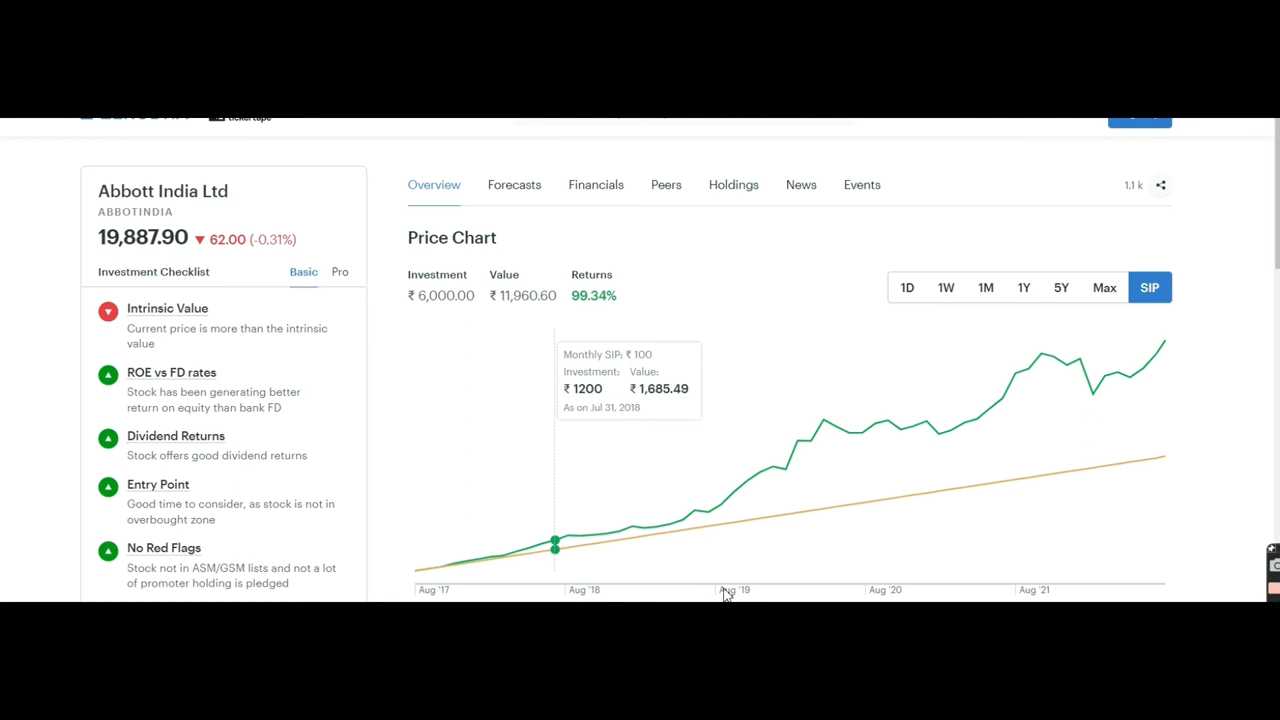 tickertape
Abbott India Ltd
ABBOTINDIA
19,887.90 ▼ 62.00 (-0.31%)
Investment Checklist Basic Pro
Intrinsic Value
Current price is more than the intrinsic
value
ROE vs FD rates
Stock has been generating better
return on equity than bank FD
Dividend Returns
Stock offers good dividend returns
Entry Point
Good time to consider, as stock is not in
overbought zone
No Red Flags
Stock not in ASM/GSM lists and not a lot
of promoter holding is pledged
Overview Forecasts Financials Peers Holdings News Events 1.1 k
Price Chart
Investment Value Returns
₹ 6,000.00 ₹ 11,960.60 99.34%
1D 1W 1M 1Y 5Y Max SIP
Monthly SIP: ₹ 100
Investment: Value:
₹ 1200 ₹ 1,685.49
As on Jul 31, 2018
Aug '17 Aug '18 Aug '19 Aug '20 Aug '21